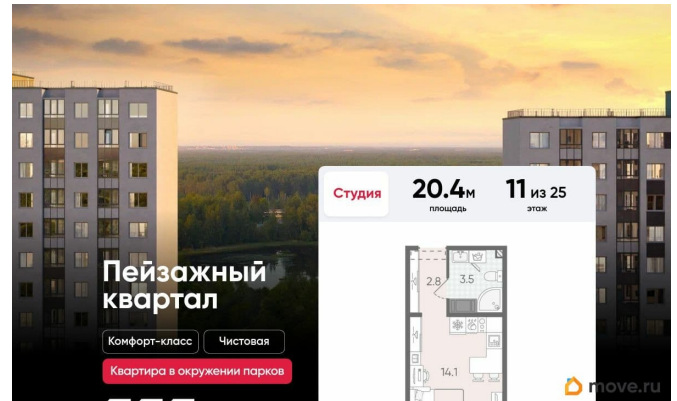 Студия
20.4м
площадь
11 из 25
этаж
2.8
3.5
Пейзажный
квартал
Комфорт-класс
Чистовая
Квартира в окружении парков
14.1
move.ru